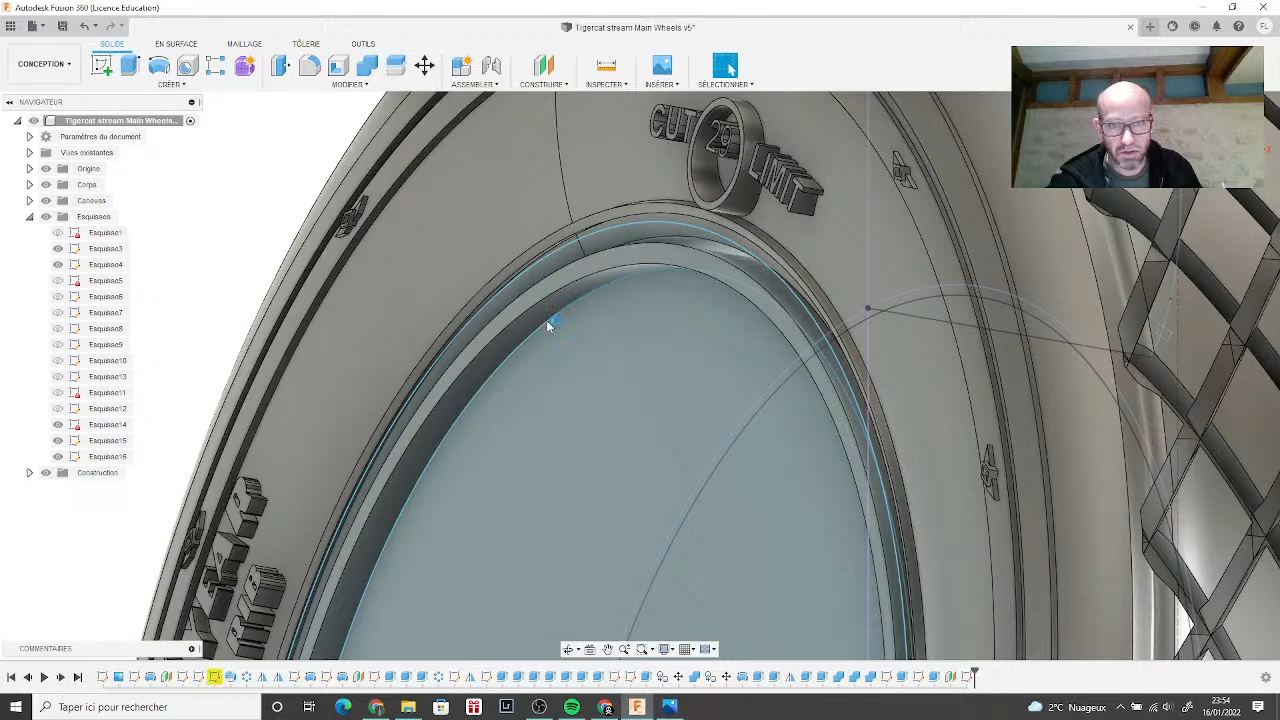 Autodesk Fusion 360 (Licence Education)
Tigercat stream Main Wheels v5*
FL
SOLIDE EN SURFACE MAILLAGE TÔLERIE OUTILS
CONCEPTION
CRÉER MODIFIER ASSEMBLER CONSTRUIRE INSPECTER INSÉRER SÉLECTIONNER
NAVIGATEUR
Tigercat stream Main Wheels...
Paramètres du document
Vues existantes
Origine
Corps
Canevas
Esquisses
Esquisse1
Esquisse3
Esquisse4
Esquisse5
Esquisse6
Esquisse7
Esquisse8
Esquisse9
Esquisse10
Esquisse13
Esquisse11
Esquisse12
Esquisse14
Esquisse15
Esquisse16
Construction
CUT 25 LIMIT
X
COMMENTAIRES
Taper ici pour rechercher
2°C Nuageux
23:54
16/01/2022